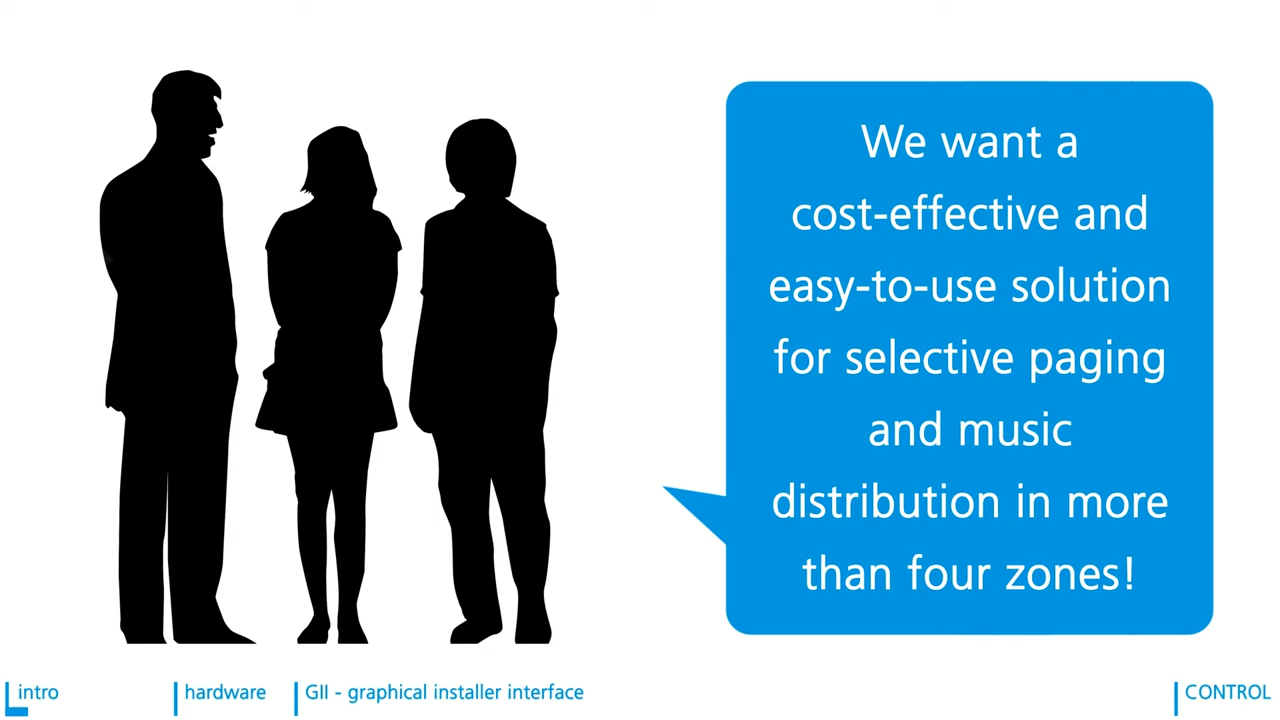 We want a
cost-effective and
easy-to-use solution
for selective paging
and music
distribution in more
than four zones!
intro
hardware
GII - graphical installer interface
CONTROL